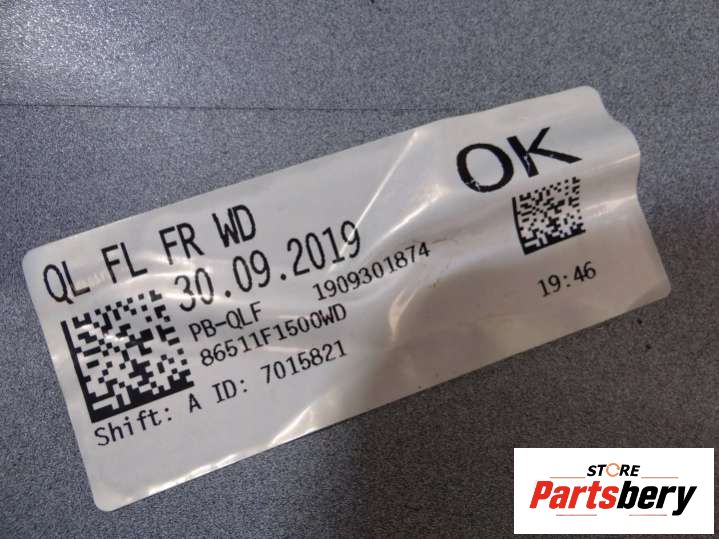 OK
QL FL FR WD
30.09.2019
PB-QLF
1909301874
86511F1500WD
19:46
Shift: A ID: 7015821
STORE
Partsbery